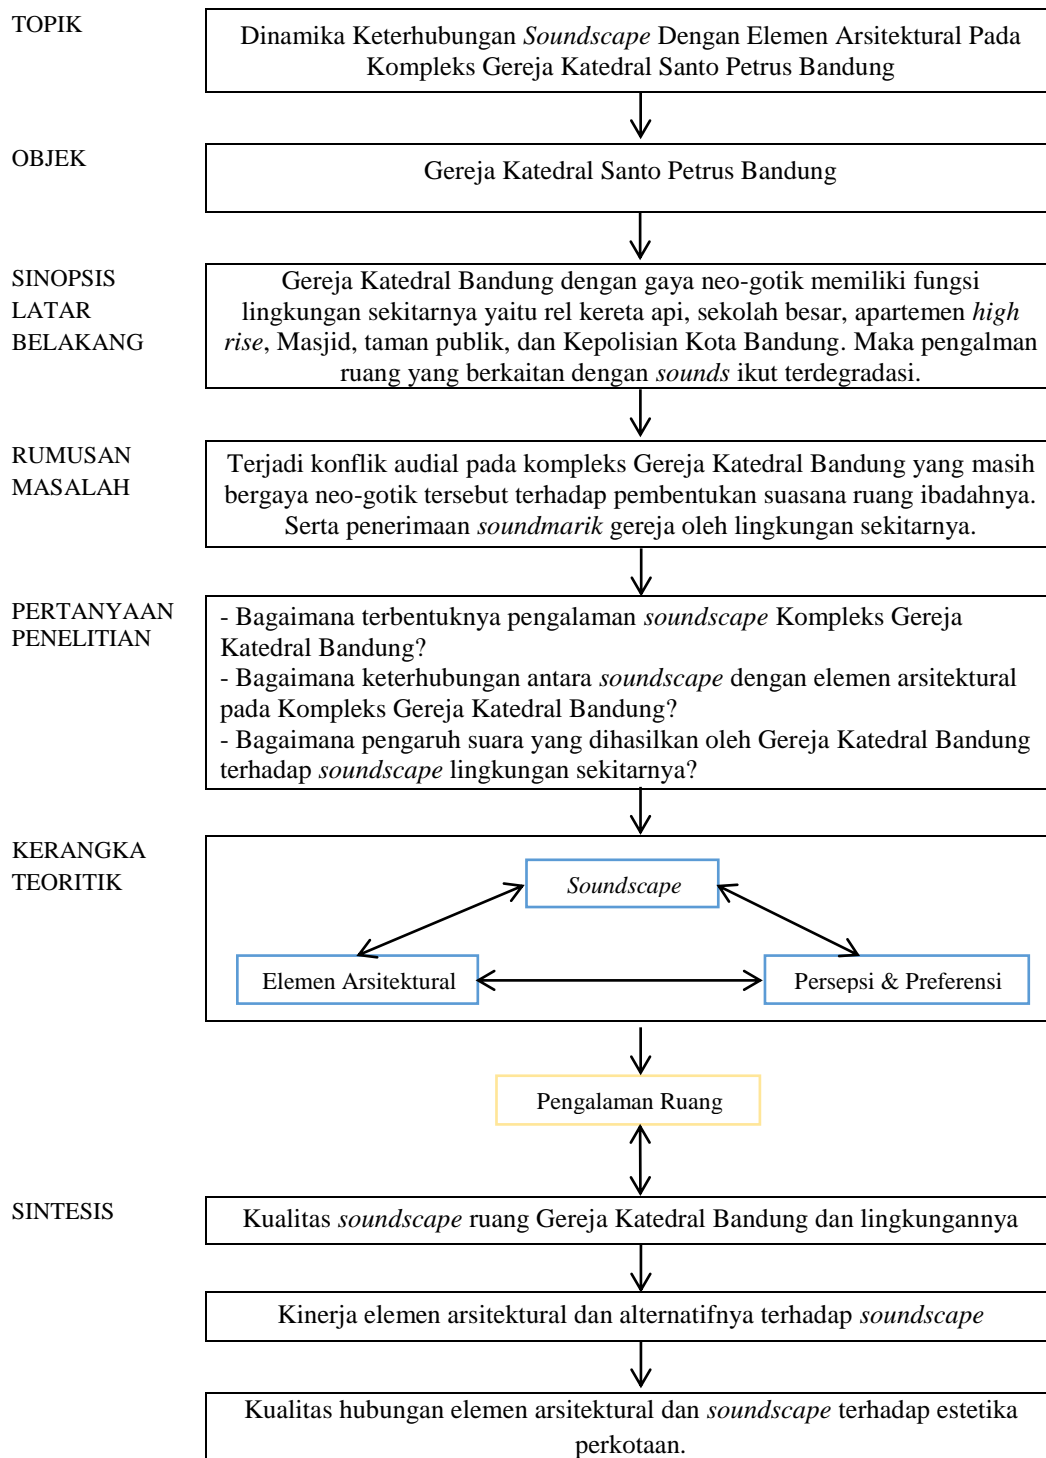 TOPIK
Dinamika Keterhubungan Soundscape Dengan Elemen Arsitektural Pada
Kompleks Gereja Katedral Santo Petrus Bandung
OBJEK
Gereja Katedral Santo Petrus Bandung
SINOPSIS
LATAR
BELAKANG
Gereja Katedral Bandung dengan gaya neo-gotik memiliki fungsi
lingkungan sekitarnya yaitu rel kereta api, sekolah besar, apartemen high
rise, Masjid, taman publik, dan Kepolisian Kota Bandung. Maka pengalman
ruang yang berkaitan dengan sounds ikut terdegradasi.
RUMUSAN
MASALAH
Terjadi konflik audial pada kompleks Gereja Katedral Bandung yang masih
bergaya neo-gotik tersebut terhadap pembentukan suasana ruang ibadahnya.
Serta penerimaan soundmarik gereja oleh lingkungan sekitarnya.
PERTANYAAN
PENELITIAN
- Bagaimana terbentuknya pengalaman soundscape Kompleks Gereja
Katedral Bandung?
- Bagaimana keterhubungan antara soundscape dengan elemen arsitektural
pada Kompleks Gereja Katedral Bandung?
- Bagaimana pengaruh suara yang dihasilkan oleh Gereja Katedral Bandung
terhadap soundscape lingkungan sekitarnya?
KERANGKA
TEORITIK
Soundscape
Elemen Arsitektural
Persepsi & Preferensi
Pengalaman Ruang
SINTESIS
Kualitas soundscape ruang Gereja Katedral Bandung dan lingkungannya
Kinerja elemen arsitektural dan alternatifnya terhadap soundscape
Kualitas hubungan elemen arsitektural dan soundscape terhadap estetika
perkotaan.